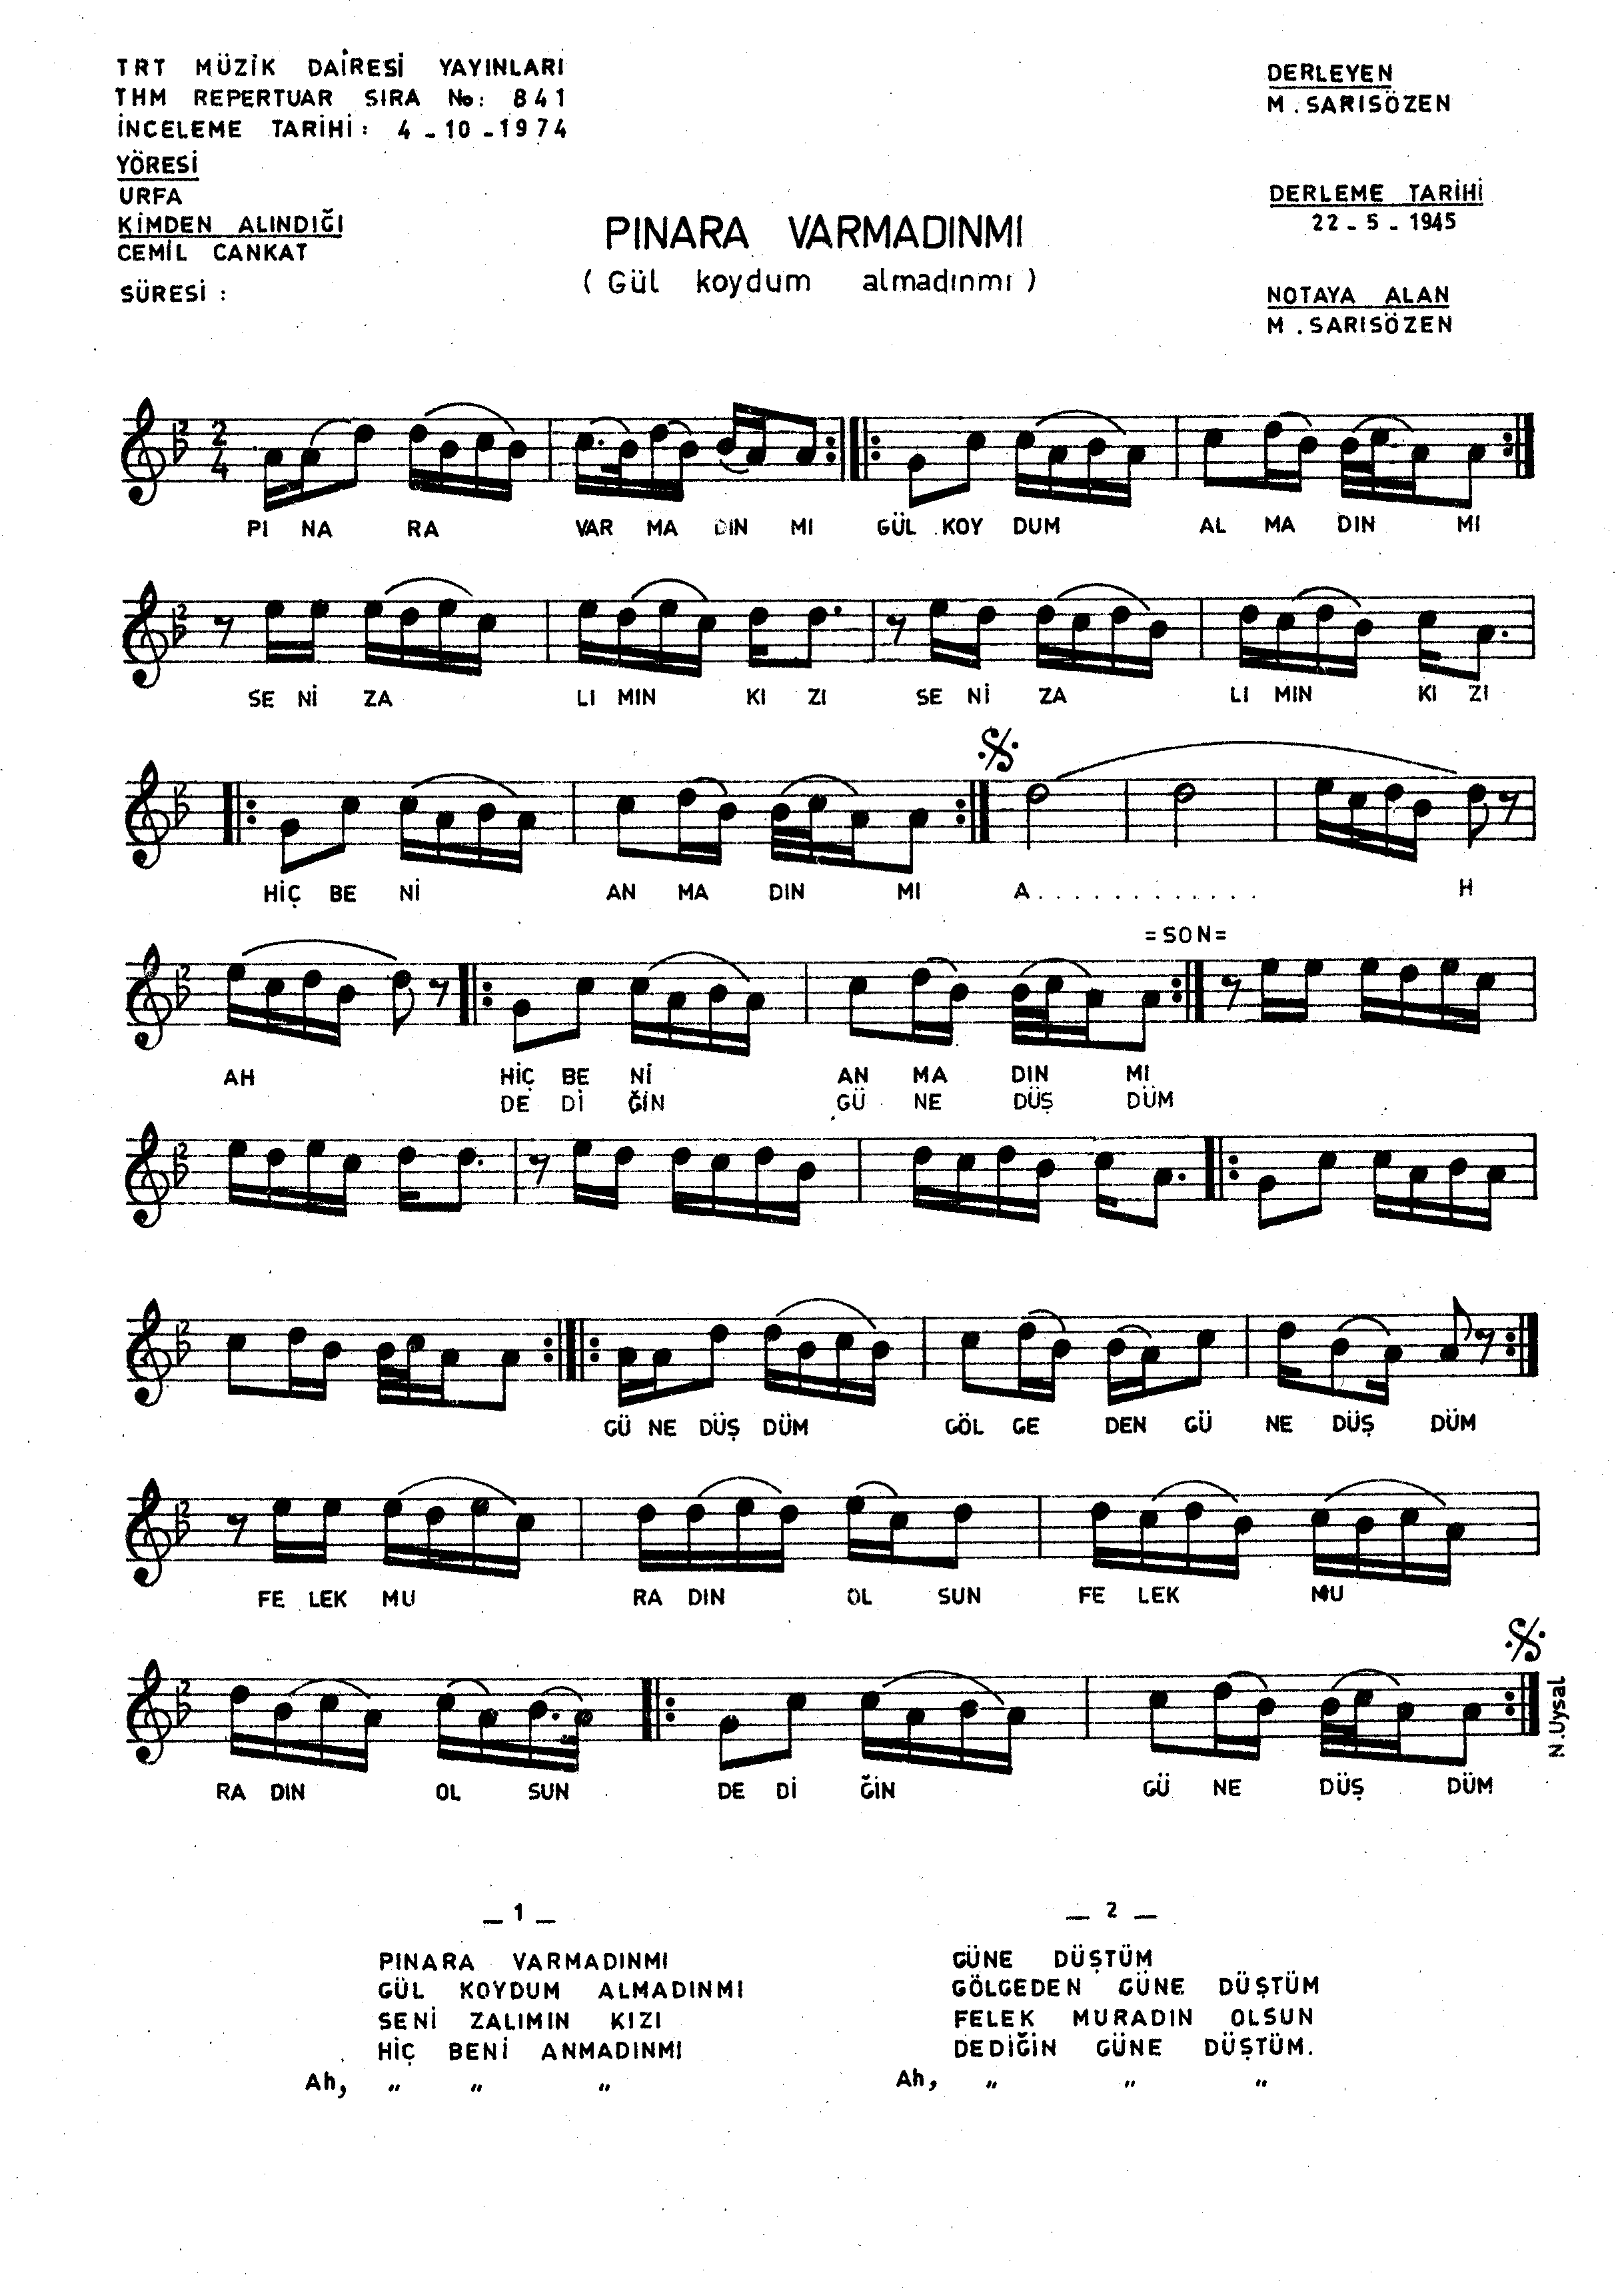 TRT MÜZİK DAİRESİ YAYINLARI
THM REPERTUAR SIRA No: 841
İNCELEME TARİHİ: 4-10-1974
YÖRESİ
URFA
KİMDEN ALINDIĞI
CEMİL CANKAT
SÜRESİ :
PINARA VARMADINMI
(Gül koydum almadınmı)
DERLEYEN
M.SARISÖZEN
DERLEME TARİHİ
22-5-1945
NOTAYA ALAN
M.SARISÖZEN
2
4
PI NA RA VAR MA DIN MI GÜL KOY DUM AL MA DIN MI
SE Nİ ZA LI MIN KI ZI SE Nİ ZA LI MIN KI ZI
HİÇ BE Nİ AN MA DIN MI A............ H
=SON=
AH HİÇ BE Nİ AN MA DIN MI
DE Dİ ĞİN GÜ NE DÜŞ DÜM
GÜ NE DÜŞ DÜM GÖL GE DEN GÜ NE DÜŞ DÜM
FE LEK MU RA DIN OL SUN FE LEK MU
RA DIN OL SUN DE Dİ ĞİN GÜ NE DÜŞ DÜM
N.Uysal
_ 1 _
PINARA VARMADINMI
GÜL KOYDUM ALMADINMI
SENİ ZALIMIN KIZI
HİÇ BENİ ANMADINMI
Ah, " " "
_ 2 _
GÜNE DÜŞTÜM
GÖLGEDEN GÜNE DÜŞTÜM
FELEK MURADIN OLSUN
DEDİĞİN GÜNE DÜŞTÜM.
Ah, " " "